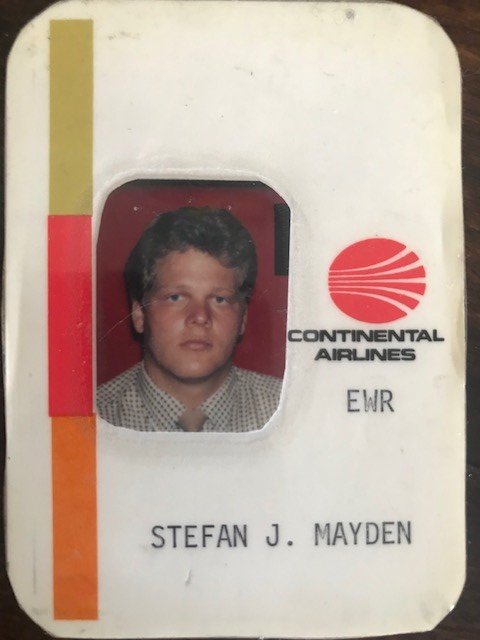 CONTINENTAL
AIRLINES
EWR
STEFAN J. MAYDEN